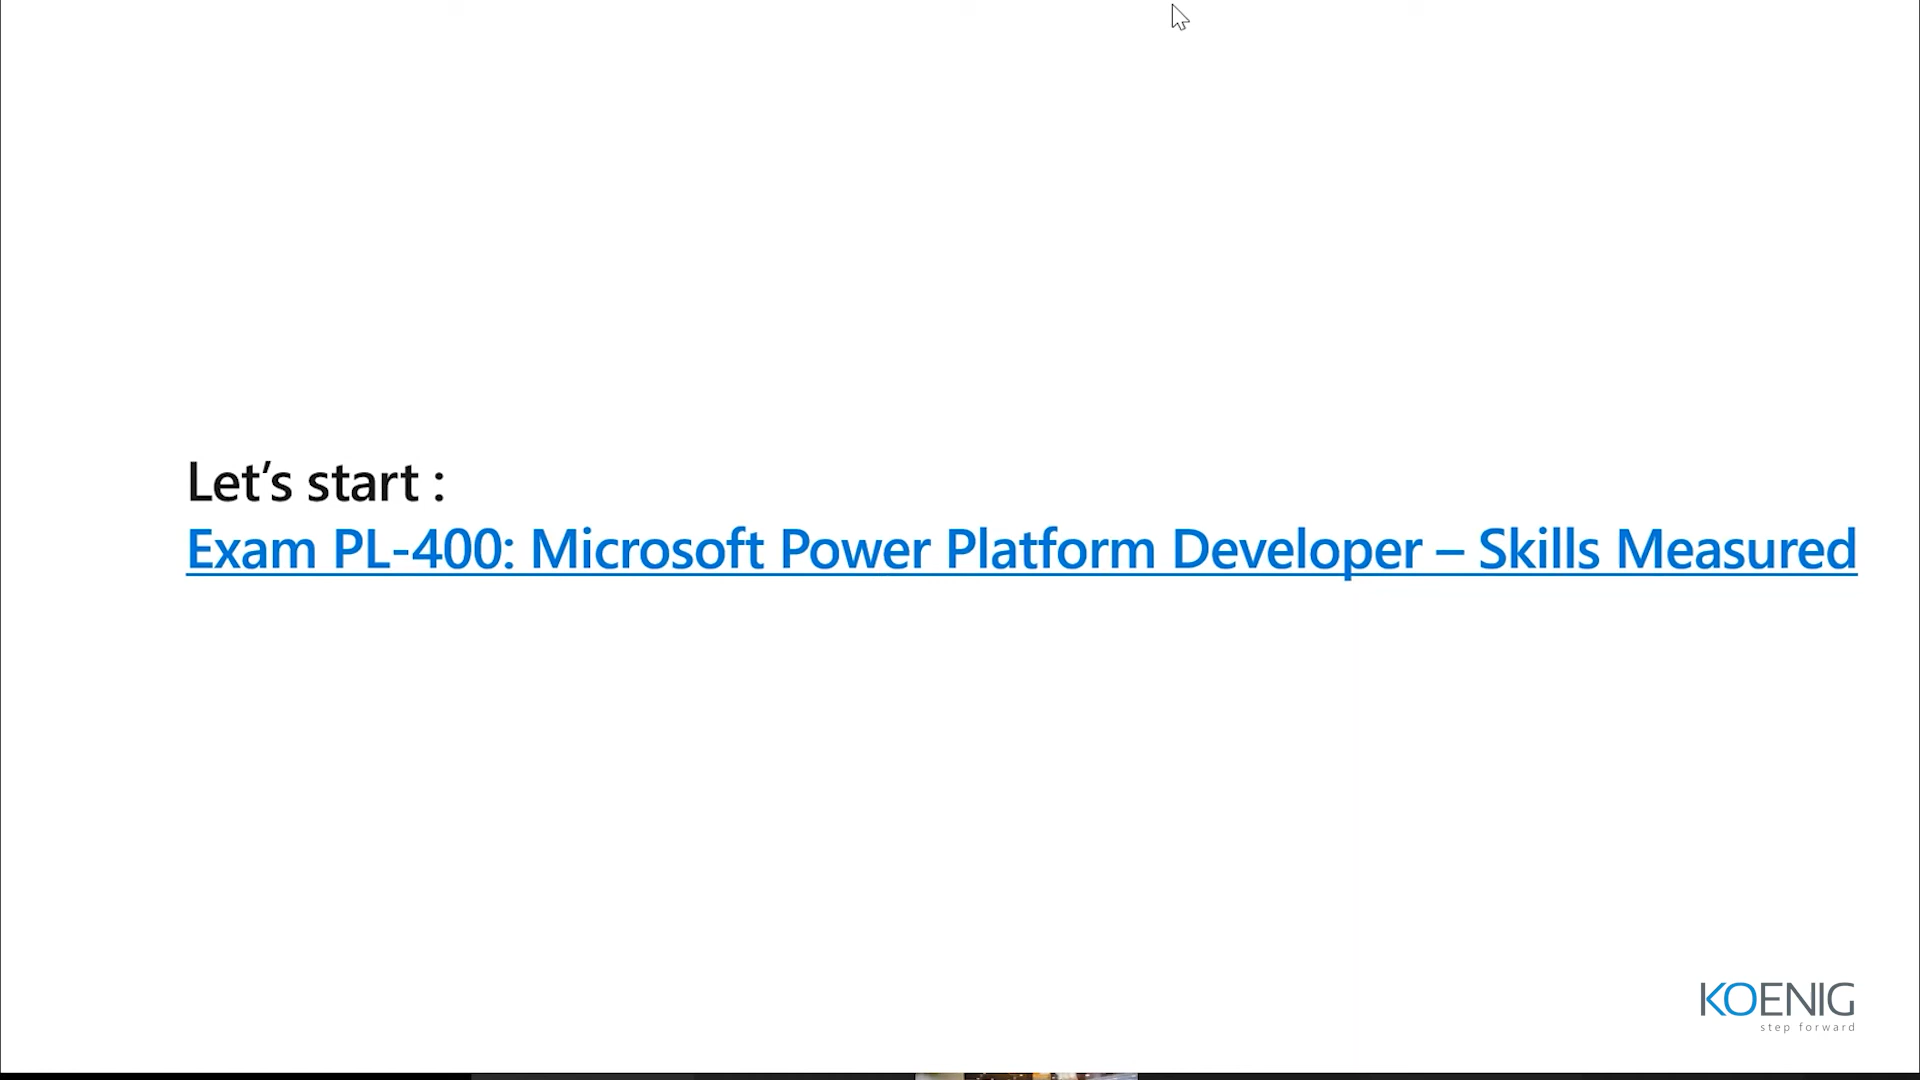 Let’s start :
Exam PL-400: Microsoft Power Platform Developer – Skills Measured
KOENIG
step forward